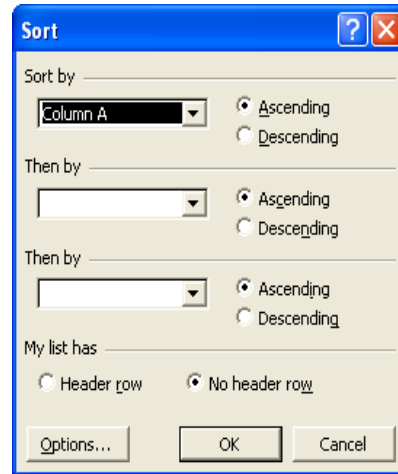 Sort
Sort by
Column A
Ascending
Descending
Then by
Ascending
Descending
Then by
Ascending
Descending
My list has
Header row
No header row
Options...
OK
Cancel